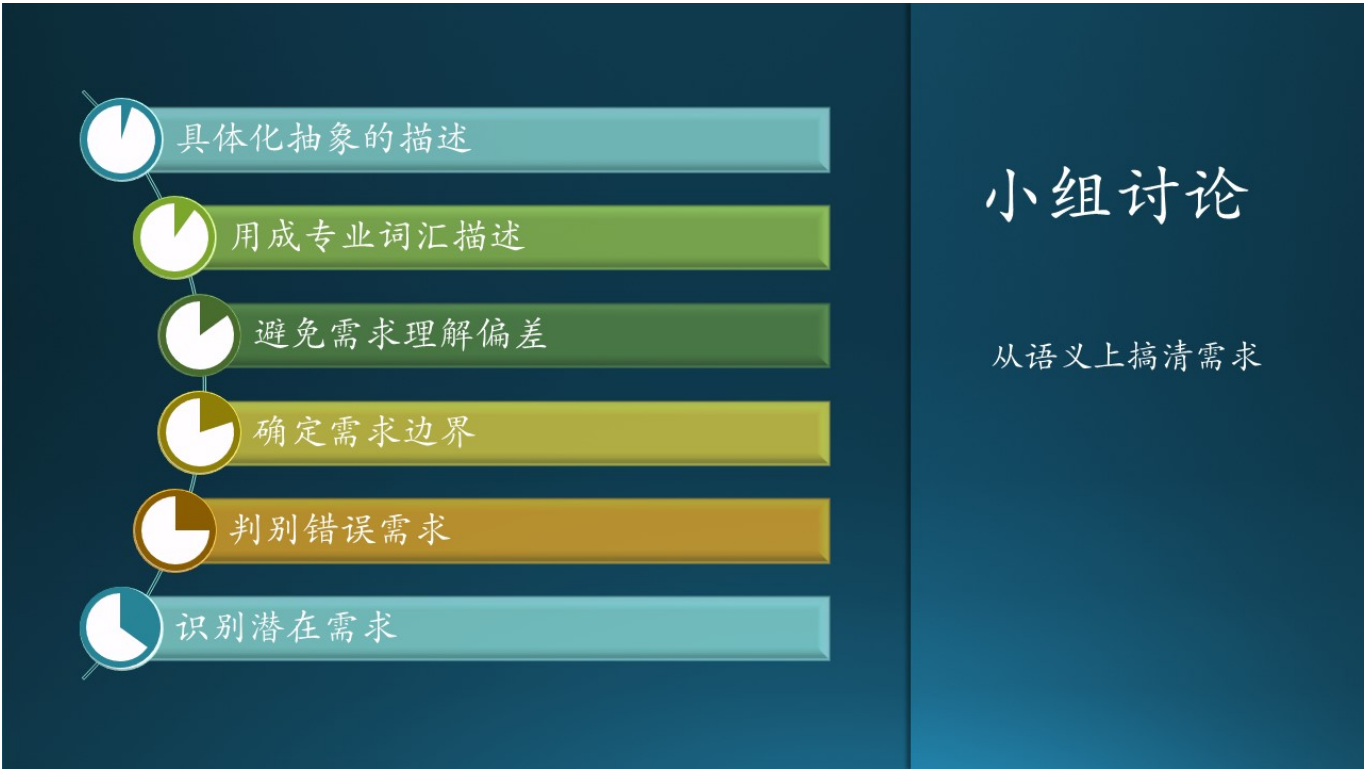 具体化抽象的描述
用成专业词汇描述
避免需求理解偏差
确定需求边界
判别错误需求
识别潜在需求
小组讨论
从语义上搞清需求